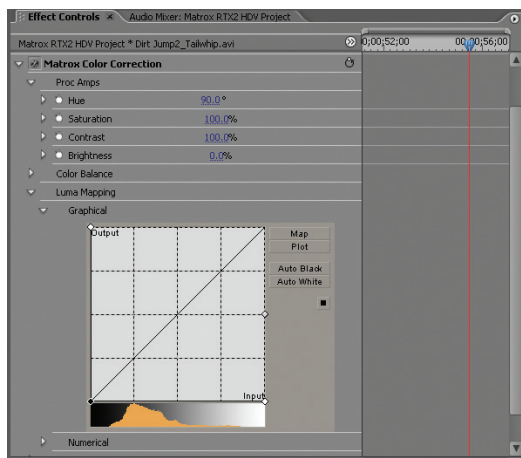 Effect Controls × Audio Mixer: Matrox RTX2 HDV Project
Matrox RTX2 HDV Project * Dirt Jump2_Tailwhip.avi
0;00;52;00 00;00;56;00
Matrox Color Correction
Proc Amps
Hue 90.0 °
Saturation 100.0%
Contrast 100.0%
Brightness 0.0%
Color Balance
Luma Mapping
Graphical
Output
Map
Plot
Auto Black
Auto White
Input
Numerical